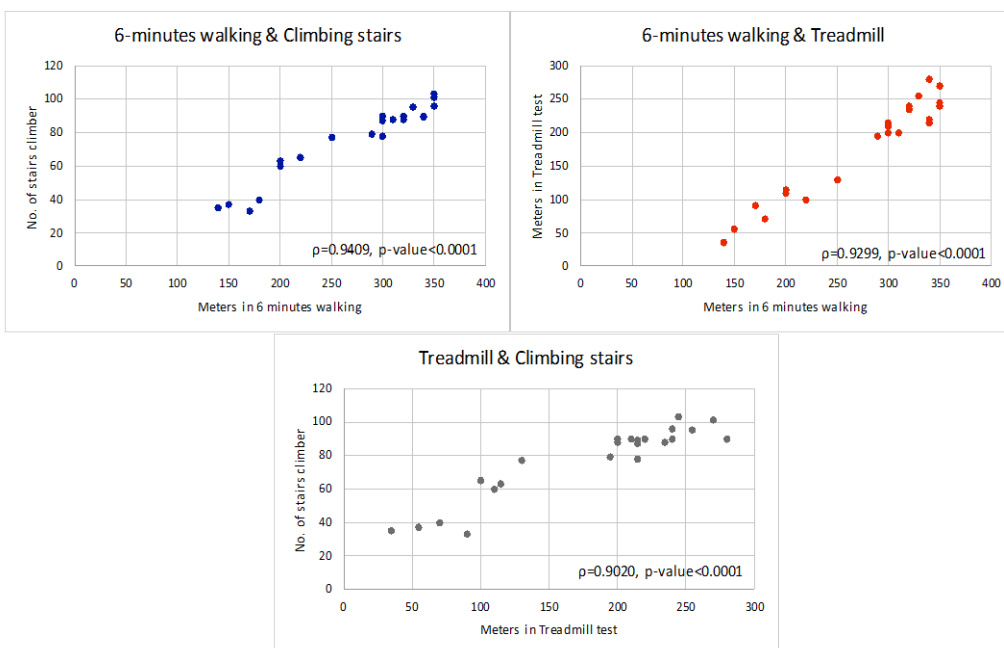 6-minutes walking & Climbing stairs
No. of stairs climber
120
100
80
60
40
20
0
ρ=0.9409, p-value<0.0001
0 50 100 150 200 250 300 350 400
Meters in 6 minutes walking
6-minutes walking & Treadmill
Meters in Treadmill test
300
250
200
150
100
50
0
ρ=0.9299, p-value<0.0001
0 50 100 150 200 250 300 350 400
Meters in 6 minutes walking
Treadmill & Climbing stairs
No. of stairs climber
120
100
80
60
40
20
0
ρ=0.9020, p-value<0.0001
0 50 100 150 200 250 300
Meters in Treadmill test